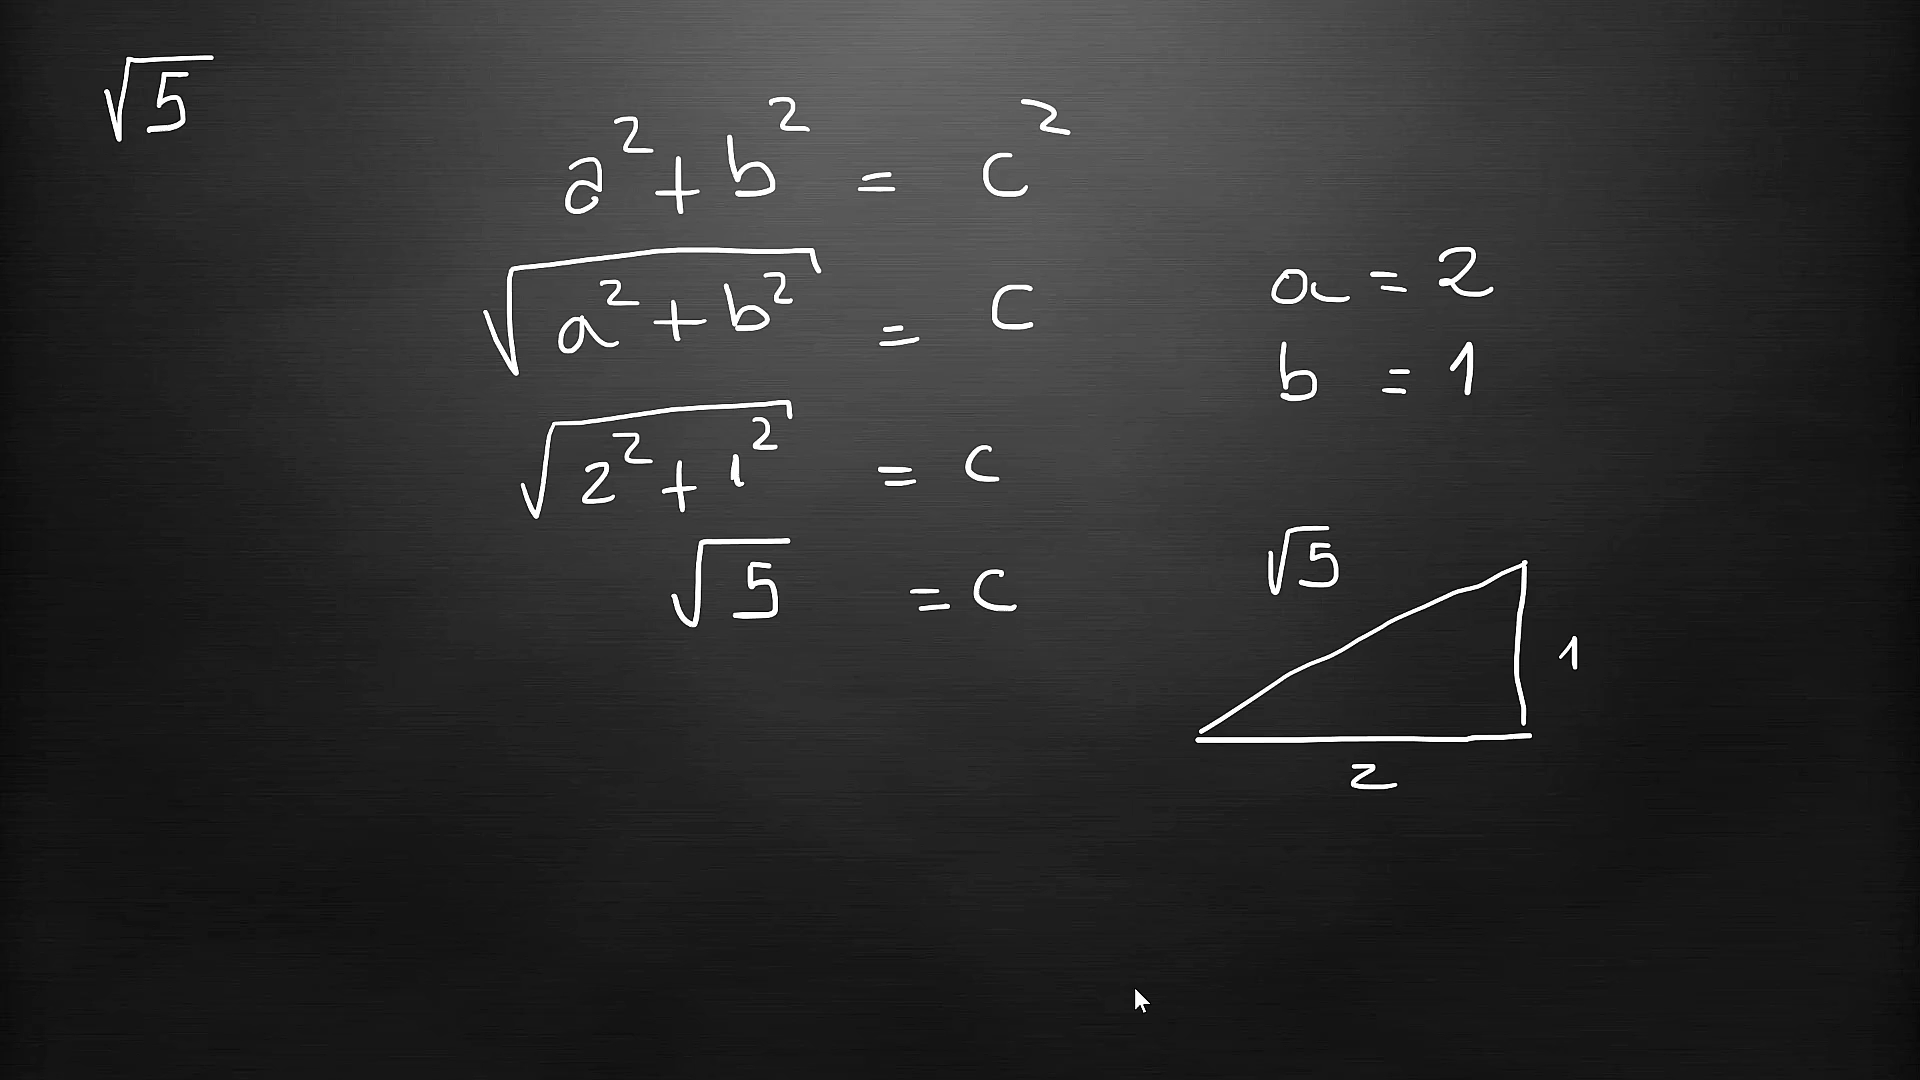 √5
a² + b² = c²
√(a² + b²) = c
a = 2
b = 1
√(2² + 1²) = c
√5 = c
√5
1
2